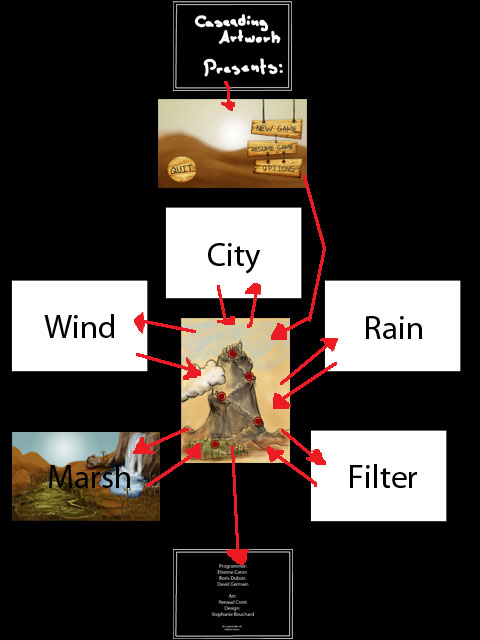 Cascading
Artwork
Presents:
NEW GAME
RESUME GAME
OPTIONS
QUIT
City
Wind
Rain
Marsh
Filter
Programmer:
Etienne Caron
Boris Dubois
David Germain
Art:
Renaud Conti
Design:
Stephanie Bouchard